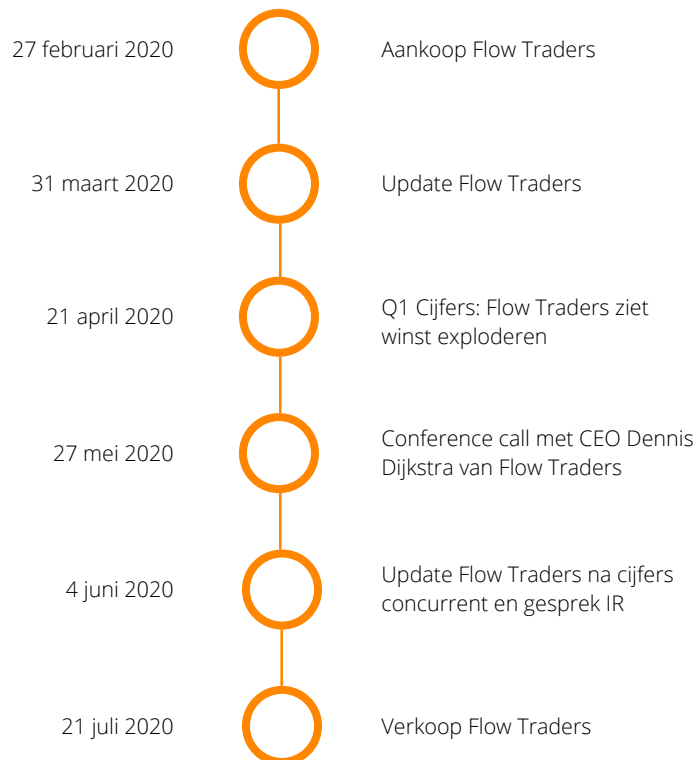 27 februari 2020
Aankoop Flow Traders
31 maart 2020
Update Flow Traders
21 april 2020
Q1 Cijfers: Flow Traders ziet
winst exploderen
27 mei 2020
Conference call met CEO Dennis
Dijkstra van Flow Traders
4 juni 2020
Update Flow Traders na cijfers
concurrent en gesprek IR
21 juli 2020
Verkoop Flow Traders